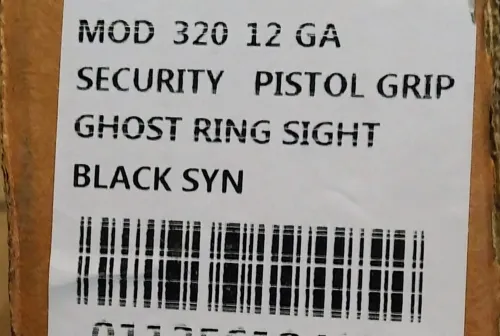 MOD 320 12 GA
SECURITY PISTOL GRIP
GHOST RING SIGHT
BLACK SYN